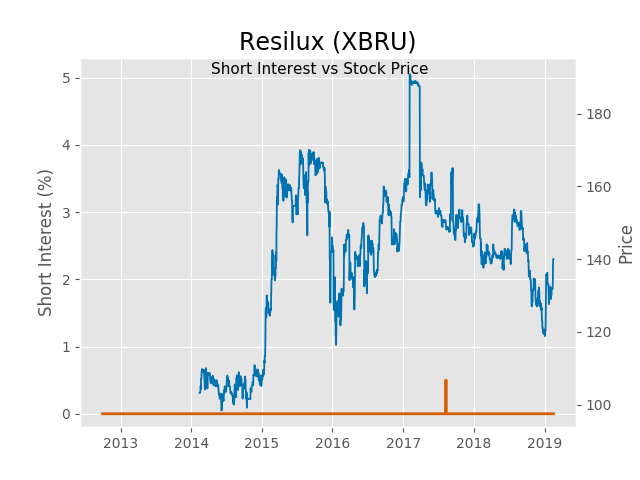 Resilux (XBRU)
Short Interest vs Stock Price
5
4
3
2
1
0
Short Interest (%)
180
160
140
120
100
Price
2013 2014 2015 2016 2017 2018 2019